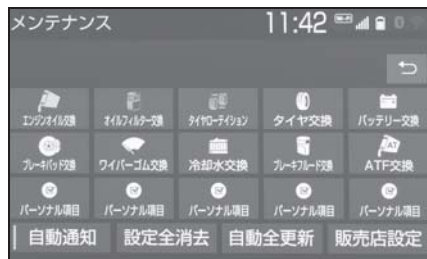 メンテナンス 11:42
エンジンオイル交換 オイルフィルター交換 タイヤローテイション タイヤ交換 バッテリー交換
ブレーキパッド交換 ワイパーゴム交換 冷却水交換 ブレーキフルード交換 ATF交換
パーソナル項目 パーソナル項目 パーソナル項目 パーソナル項目 パーソナル項目
自動通知 設定全消去 自動全更新 販売店設定